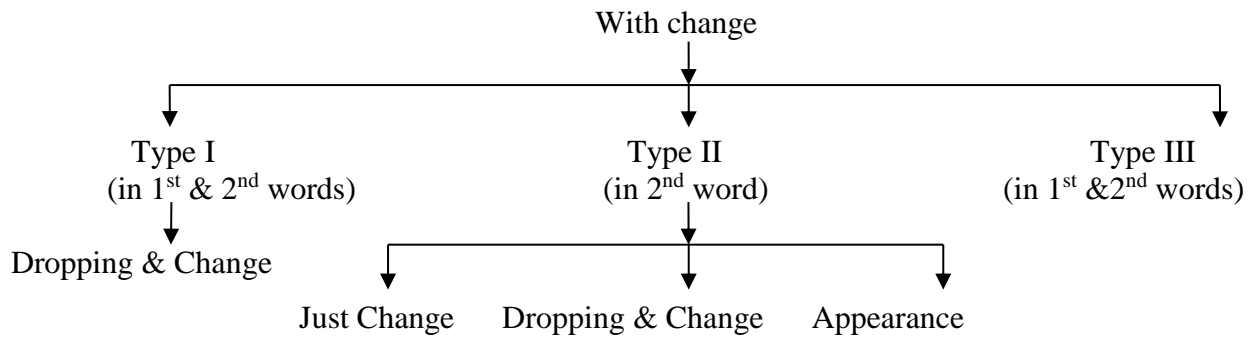 With change
Type I Type II Type III
(in 1st & 2nd words) (in 2nd word) (in 1st &2nd words)
Dropping & Change
Just Change Dropping & Change Appearance